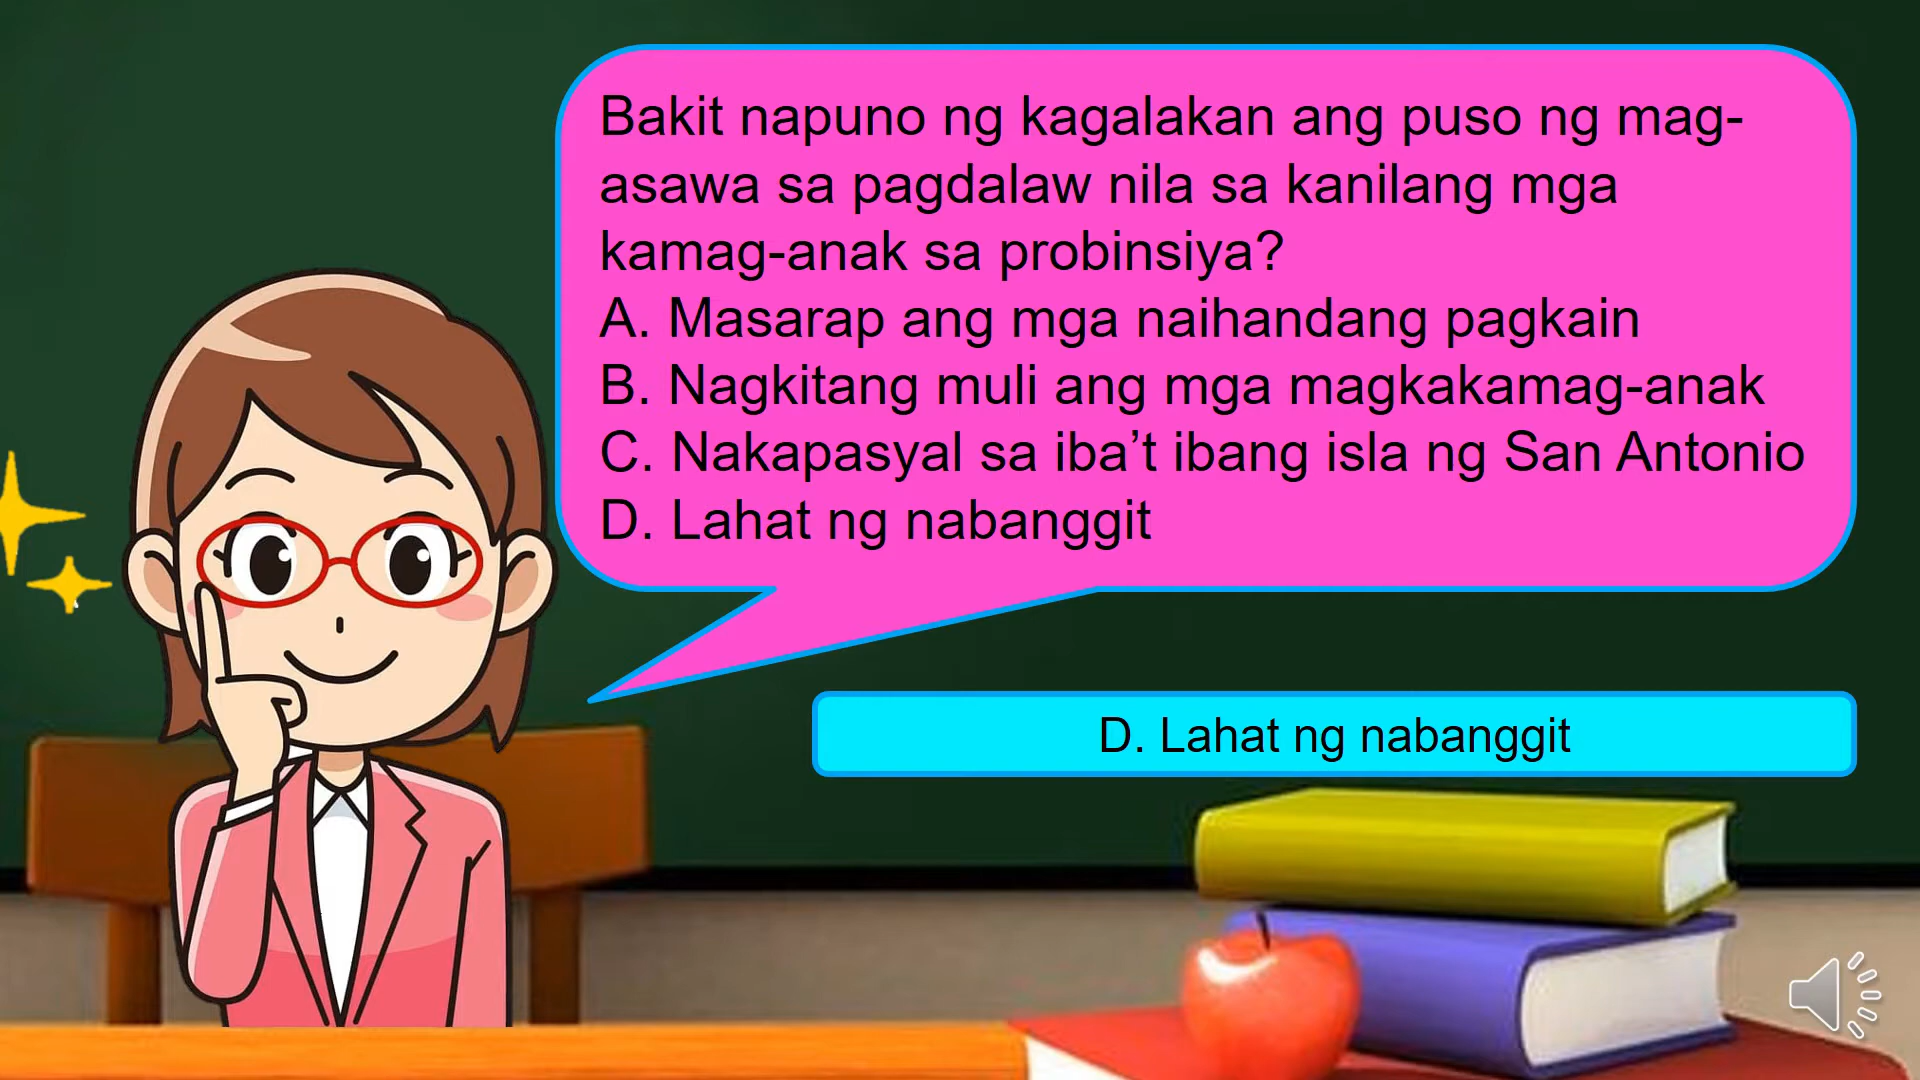 Bakit napuno ng kagalakan ang puso ng mag-
asawa sa pagdalaw nila sa kanilang mga
kamag-anak sa probinsiya?
A. Masarap ang mga naihandang pagkain
B. Nagkitang muli ang mga magkakamag-anak
C. Nakapasyal sa iba’t ibang isla ng San Antonio
D. Lahat ng nabanggit
D. Lahat ng nabanggit